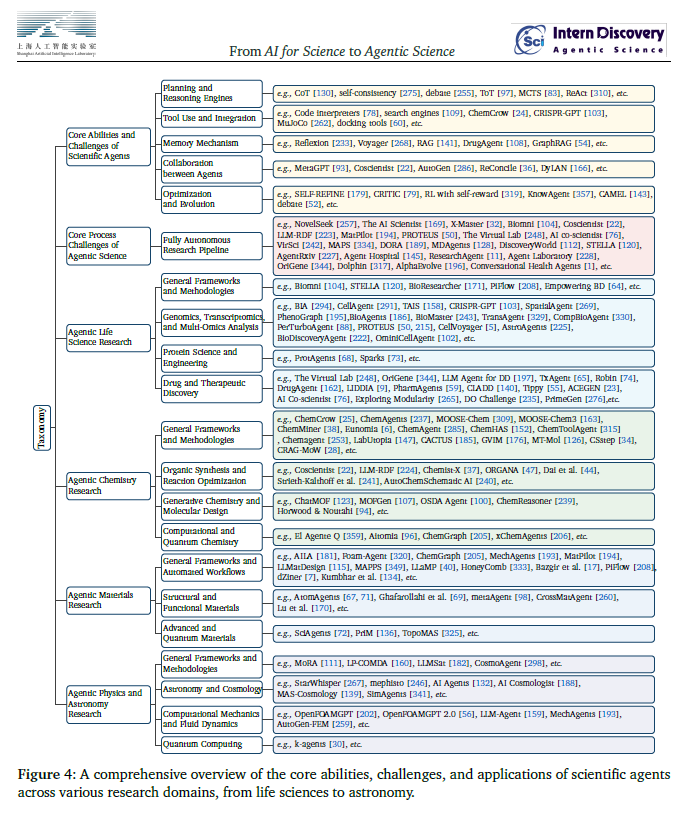 上海人工智能实验室
Shanghai Artificial Intelligence Laboratory
From AI for Science to Agentic Science
Sci
Intern Discovery
Agentic Science
Taxonomy
Core Abilities and
Challenges of
Scientific Agents
Planning and
Reasoning Engines
e.g., CoT [130], self-consistency [275], debate [255], ToT [97], MCTS [83], ReAct [310], etc.
Tool Use and Integration
e.g., Code interpreters [78], search engines [109], ChemCrow [24], CRISPR-GPT [103],
MuJoCo [262], docking tools [60], etc.
Memory Mechanism
e.g., Reflexion [233], Voyager [268], RAG [141], DrugAgent [108], GraphRAG [54], etc.
Collaboration
between Agents
e.g., MetaGPT [93], Coscientist [22], AutoGen [286], ReConcile [36], DyLAN [166], etc.
Optimization
and Evolution
e.g., SELF-REFINE [179], CRITIC [79], RL with self-reward [319], KnowAgent [357], CAMEL [143],
debate [52], etc.
Core Process
Challenges of
Agentic Science
Fully Autonomous
Research Pipeline
e.g., NovelSeek [257], The AI Scientist [169], X-Master [32], Biomni [104], Coscientist [22],
LLM-RDF [223], MatPilot [194], PROTEUS [50], The Virtual Lab [248], AI co-scientist [76],
VirSci [242], MAPS [334], DORA [189], MDAgents [128], DiscoveryWorld [112], STELLA [120],
AgentRxiv [227], Agent Hospital [145], ResearchAgent [11], Agent Laboratory [228],
OriGene [344], Dolphin [317], AlphaEvolve [196], Conversational Health Agents [1], etc.
Agentic Life
Science Research
General Frameworks
and Methodologies
e.g., Biomni [104], STELLA [120], BioResearcher [171], PiFlow [208], Empowering BD [64], etc.
Genomics, Transcriptomics,
and Multi-Omics Analysis
e.g., BIA [294], CellAgent [291], TAIS [158], CRISPR-GPT [103], SpatialAgent [269],
PhenoGraph [195],BioAgents [186], BioMaster [243], TransAgent [329], CompBioAgent [330],
PerTurboAgent [88], PROTEUS [50, 215], CellVoyager [5], AstroAgents [225],
BioDiscoveryAgent [222], OminiCellAgent [102], etc.
Protein Science and
Engineering
e.g., ProtAgents [68], Sparks [73], etc.
Drug and Therapeutic
Discovery
e.g., The Virtual Lab [248], OriGene [344], LLM Agent for DD [197], TxAgent [65], Robin [74],
DrugAgent [162], LIDDIA [9], PharmAgents [59], CLADD [140], Tippy [55], ACEGEN [23],
AI Co-scientist [76], Exploring Modularity [265], DO Challenge [235], PrimeGen [276],etc.
Agentic Chemistry
Research
General Frameworks
and Methodologies
e.g., ChemCrow [25], ChemAgents [237], MOOSE-Chem [309], MOOSE-Chem3 [163],
ChemMiner [38], Eunomia [6], ChemAgent [285], ChemHAS [152], ChemToolAgent [315]
, Chemagent [253], LabUtopia [147], CACTUS [185], GVIM [176], MT-Mol [126], CSstep [34],
CRAG-MoW [28], etc.
Organic Synthesis and
Reaction Optimization
e.g., Coscientist [22], LLM-RDF [224], Chemist-X [37], ORGANA [47], Dai et al. [44],
Strieth-Kalthoff et al. [241], AutoChemSchematic AI [240], etc.
Generative Chemistry and
Molecular Design
e.g., ChatMOF [123], MOFGen [107], OSDA Agent [100], ChemReasoner [239],
Horwood & Noutahi [94], etc.
Computational and
Quantum Chemistry
e.g., El Agente Q [359], Aitomia [96], ChemGraph [205], xChemAgents [206], etc.
Agentic Materials
Research
General Frameworks and
Automated Workflows
e.g., AILA [181], Foam-Agent [320], ChemGraph [205], MechAgents [193], MatPilot [194],
LLMatDesign [115], MAPPS [349], LLaMP [40], HoneyComb [333], Bazgir et al. [17], PiFlow [208],
dZiner [7], Kumbhar et al. [134], etc.
Structural and
Functional Materials
e.g., AtomAgents [67, 71], Ghafarollahi et al. [69], metaAgent [98], CrossMatAgent [260],
Lu et al. [170], etc.
Advanced and
Quantum Materials
e.g., SciAgents [72], PriM [136], TopoMAS [325], etc.
Agentic Physics and
Astronomy
Research
General Frameworks and
Methodologies
e.g., MoRA [111], LP-COMDA [160], LLMSat [182], CosmoAgent [298], etc.
Astronomy and Cosmology
e.g., StarWhisper [267], mephisto [246], AI Agents [132], AI Cosmologist [188],
MAS-Cosmology [139], SimAgents [341], etc.
Computational Mechanics
and Fluid Dynamics
e.g., OpenFOAMGPT [202], OpenFOAMGPT 2.0 [56], LLM-Agent [159], MechAgents [193],
AutoGen-FEM [259], etc.
Quantum Computing
e.g., k-agents [30], etc.
Figure 4: A comprehensive overview of the core abilities, challenges, and applications of scientific agents
across various research domains, from life sciences to astronomy.